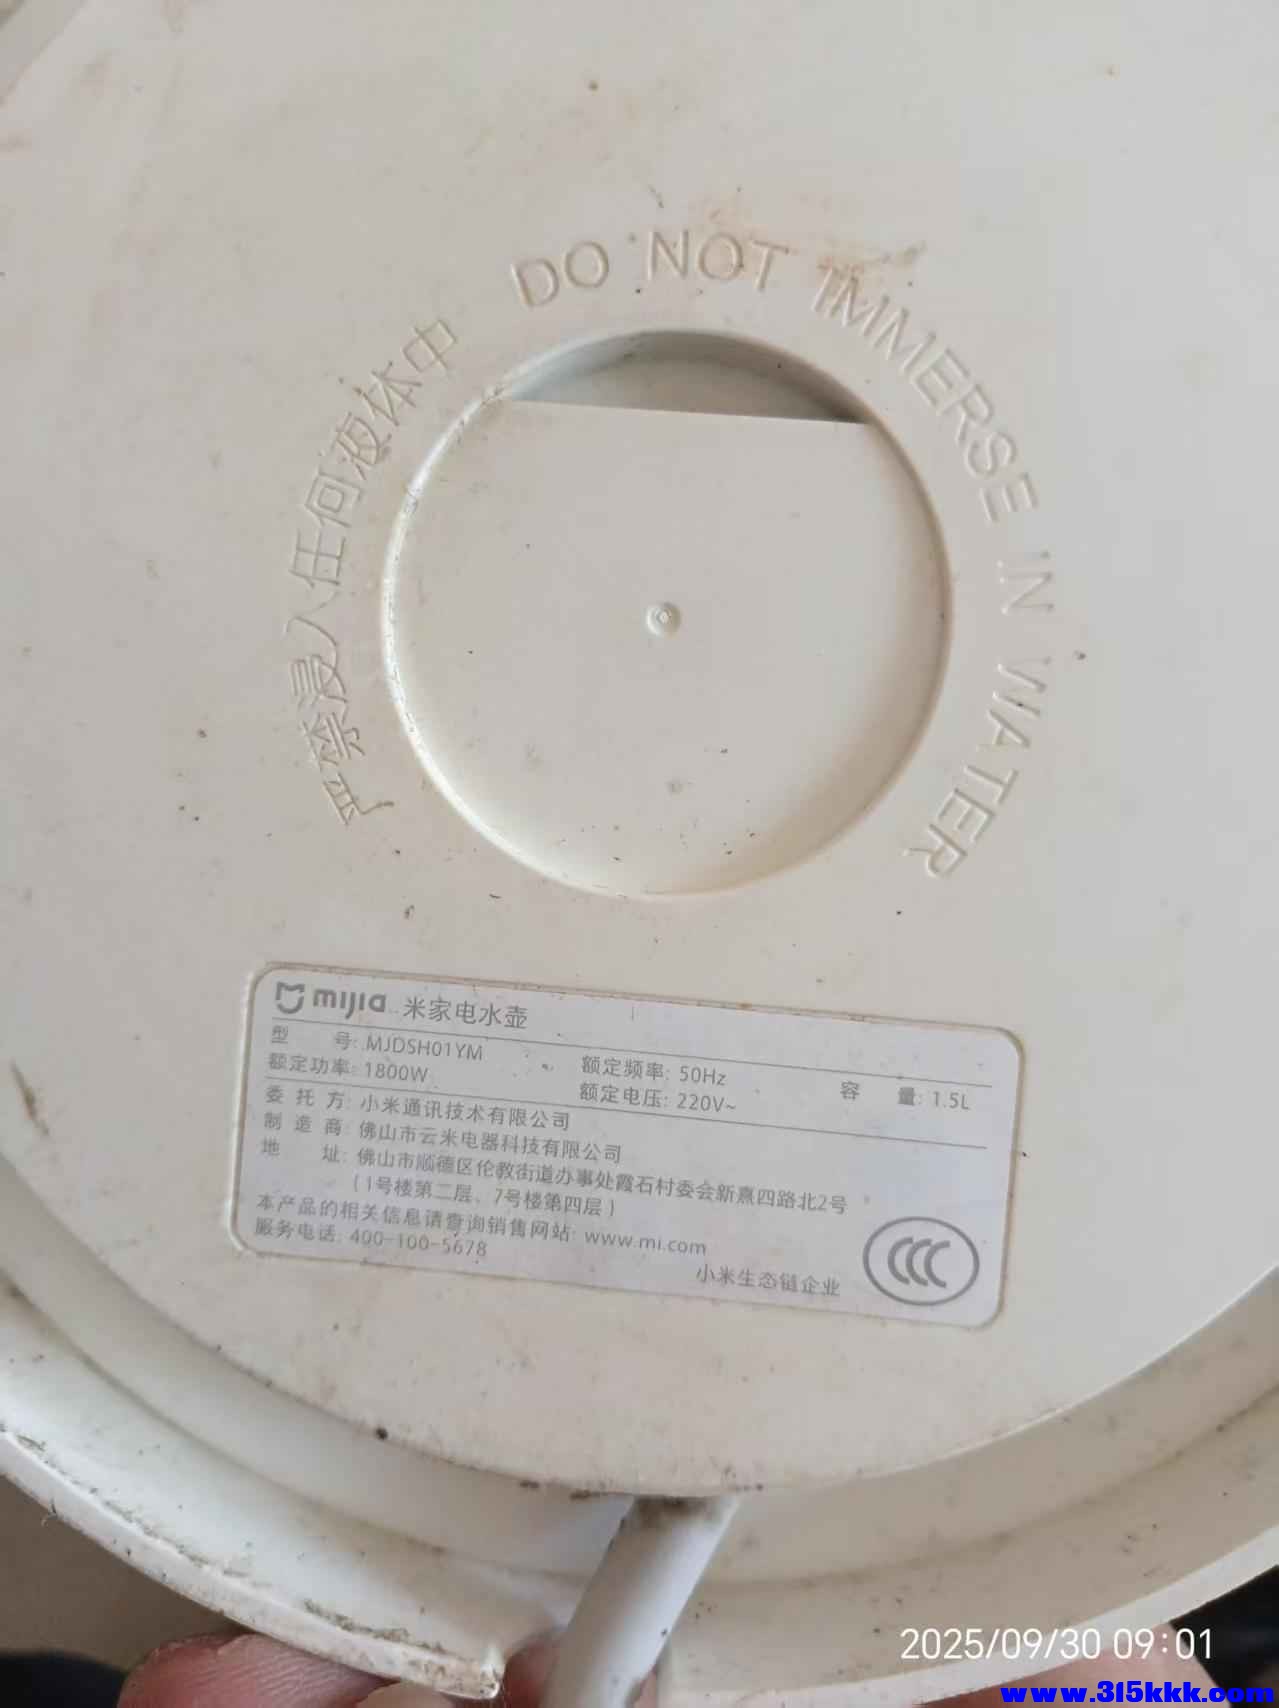 严禁浸入任何液体中
DO NOT IMMERSE IN WATER
mijia 米家电水壶
型 号: MJDSH01YM 额定频率: 50Hz 容 量: 1.5L
额定功率: 1800W 额定电压: 220V~
委 托 方: 小米通讯技术有限公司
制 造 商: 佛山市云米电器科技有限公司
地 址: 佛山市顺德区伦教街道办事处霞石村委会新熹四路北2号
(1号楼第二层、7号楼第四层)
本产品的相关信息请查询销售网站: www.mi.com
服务电话: 400-100-5678
小米生态链企业
CCC
2025/09/30 09:01
www.315kkk.com